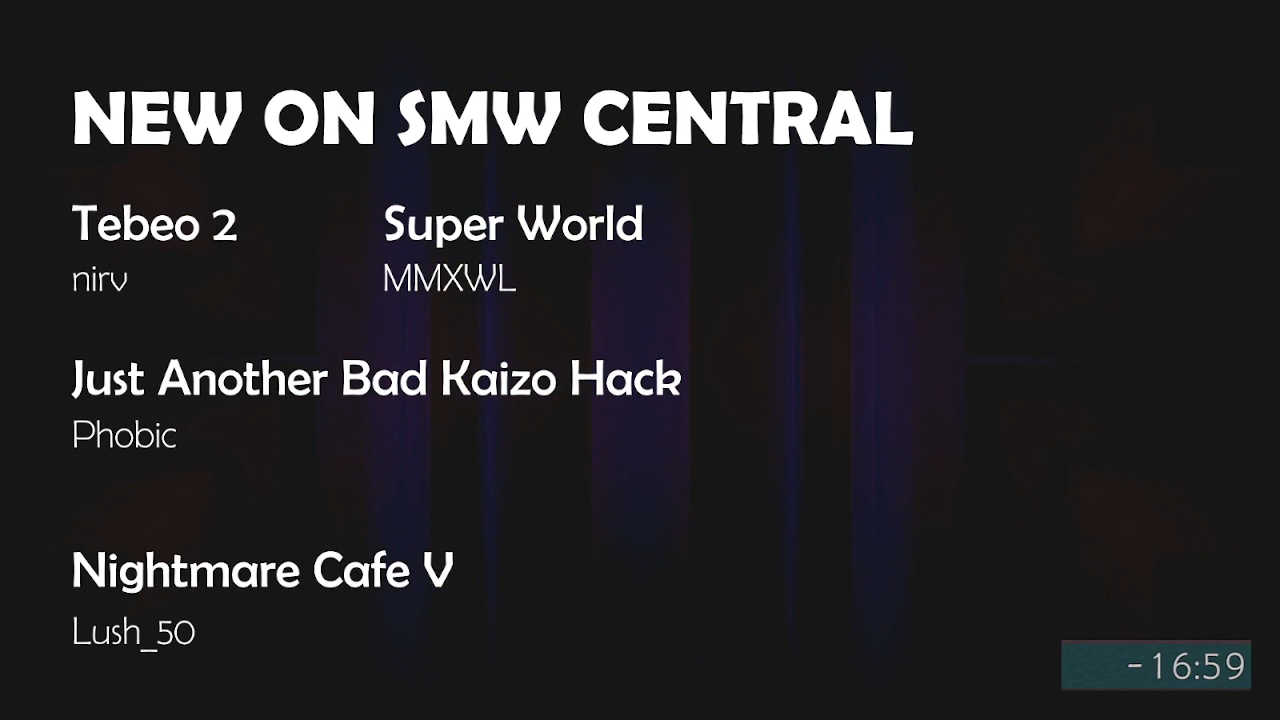 NEW ON SMW CENTRAL
Tebeo 2
nirv
Super World
MMXWL
Just Another Bad Kaizo Hack
Phobic
Nightmare Cafe V
Lush_50
-16:59